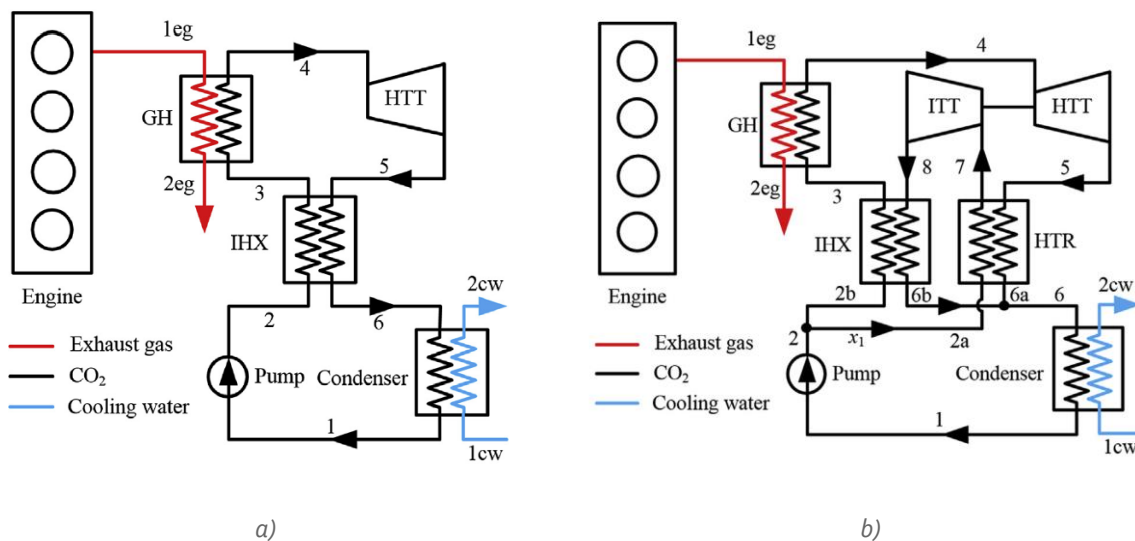 1eg
4
HTT
GH
2eg
3
5
IHX
Engine
2
6
2cw
Exhaust gas
CO₂
Cooling water
Pump
Condenser
1
1cw
a)
1eg
4
ITT
HTT
GH
2eg
3
8
7
5
IHX
HTR
Engine
2b
6b
6a
6
2cw
2
x₁
2a
Exhaust gas
CO₂
Cooling water
Pump
Condenser
1
1cw
b)